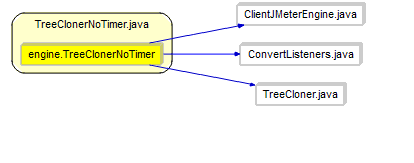 TreeClonerNoTimer.java
engine.TreeClonerNoTimer
ClientJMeterEngine.java
ConvertListeners.java
TreeCloner.java